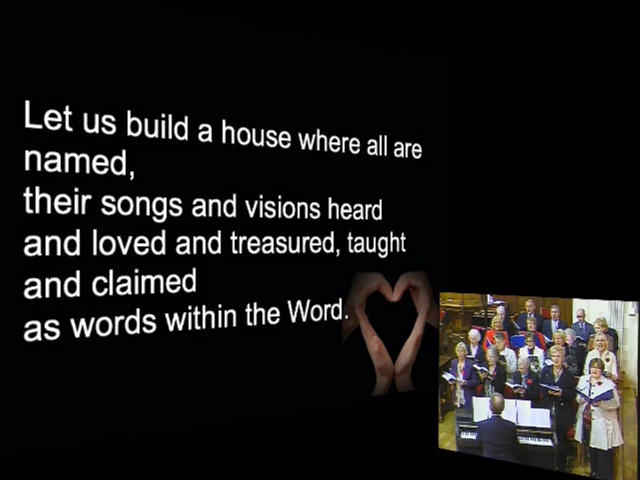 Let us build a house where all are
named,
their songs and visions heard
and loved and treasured, taught
and claimed
as words within the Word.